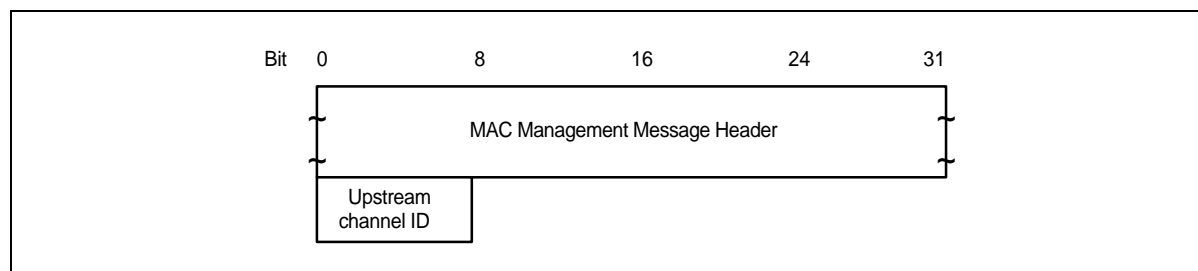 Bit 0 8 16 24 31
MAC Management Message Header
Upstream
channel ID